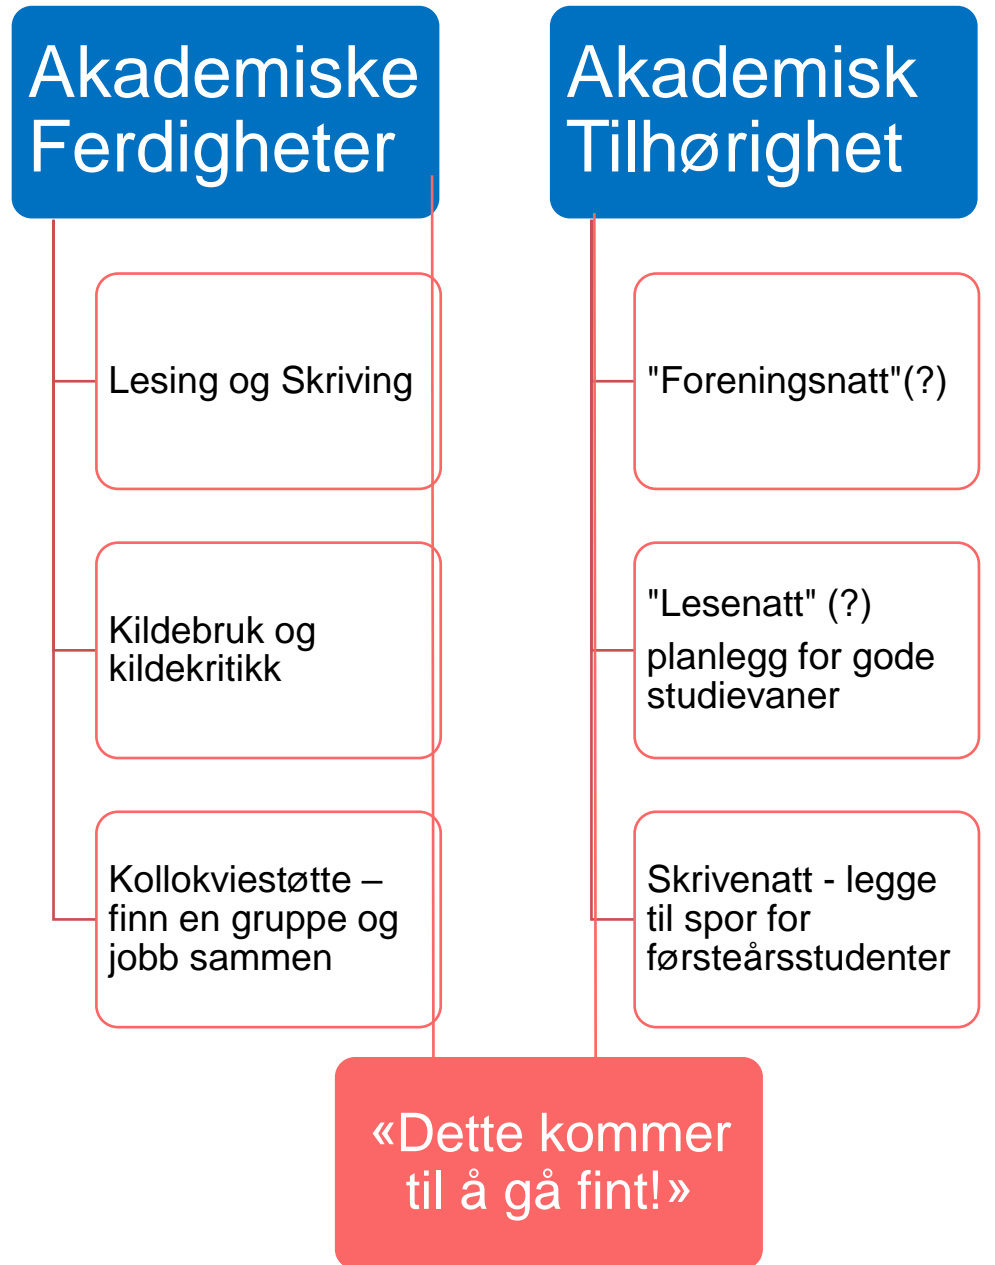 Akademiske
Ferdigheter
Lesing og Skriving
Kildebruk og
kildekritikk
Kollokviestøtte –
finn en gruppe og
jobb sammen
Akademisk
Tilhørighet
"Foreningsnatt"(?)
"Lesenatt" (?)
planlegg for gode
studievaner
Skrivenatt - legge
til spor for
førsteårsstudenter
«Dette kommer
til å gå fint!»